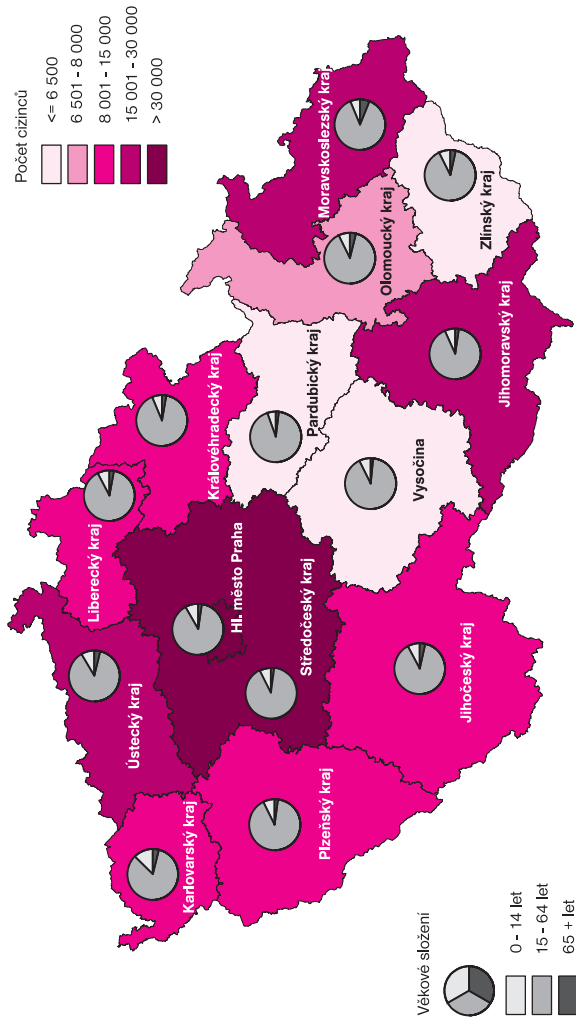 Počet cizinců
<= 6 500
6 501 - 8 000
8 001 - 15 000
15 001 - 30 000
> 30 000
Karlovarský kraj
Ústecký kraj
Liberecký kraj
Královéhradecký kraj
Hl. město Praha
Středočeský kraj
Plzeňský kraj
Jihočeský kraj
Pardubický kraj
Vysočina
Jihomoravský kraj
Olomoucký kraj
Moravskoslezský kraj
Zlínský kraj
Věkové složení
0 - 14 let
15 - 64 let
65 + let